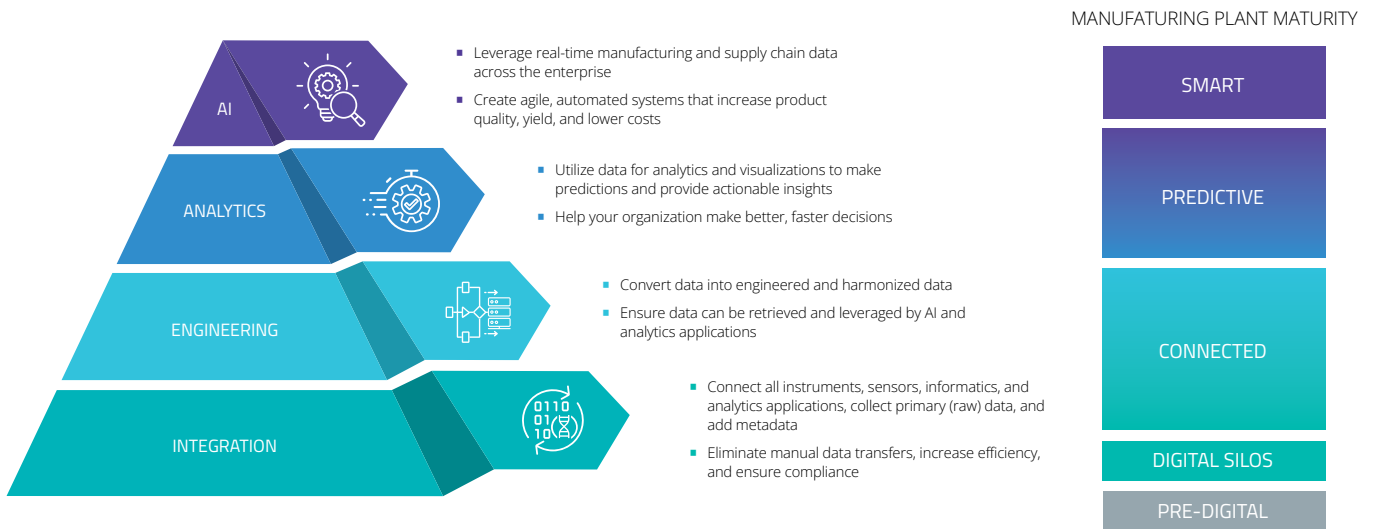 MANUFATURING PLANT MATURITY
AI
Leverage real-time manufacturing and supply chain data
across the enterprise
Create agile, automated systems that increase product
quality, yield, and lower costs
SMART
ANALYTICS
Utilize data for analytics and visualizations to make
predictions and provide actionable insights
Help your organization make better, faster decisions
PREDICTIVE
ENGINEERING
Convert data into engineered and harmonized data
Ensure data can be retrieved and leveraged by AI and
analytics applications
CONNECTED
INTEGRATION
0110
01
10
Connect all instruments, sensors, informatics, and
analytics applications, collect primary (raw) data, and
add metadata
Eliminate manual data transfers, increase efficiency,
and ensure compliance
DIGITAL SILOS
PRE-DIGITAL